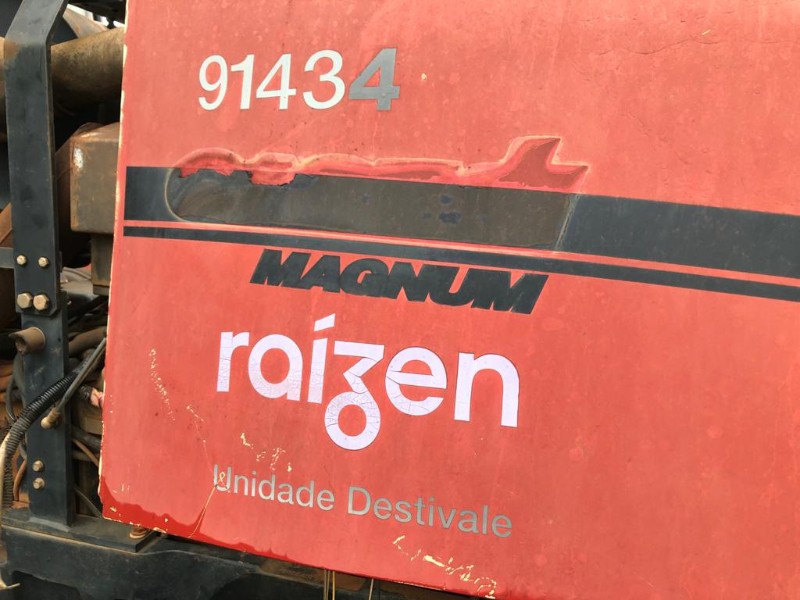 91434
MAGNUM
raízen
Unidade Destivale